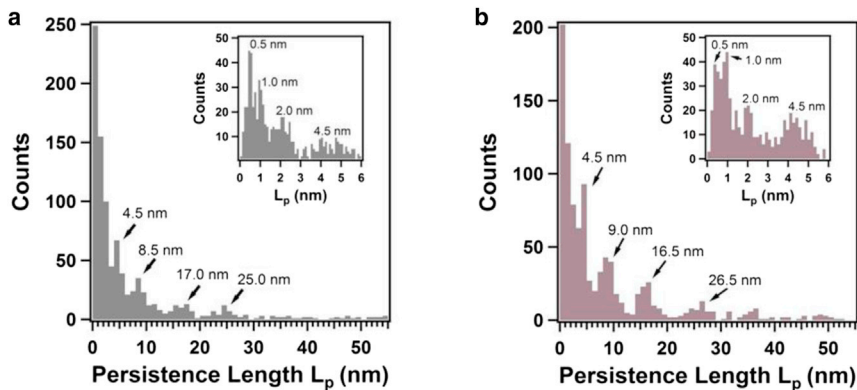 a
250
200
150
100
50
0
Counts
4.5 nm
8.5 nm
17.0 nm
25.0 nm
0 10 20 30 40 50
Persistence Length Lp (nm)
50
40
30
20
10
Counts
0.5 nm
1.0 nm
2.0 nm
4.5 nm
0 1 2 3 4 5 6
Lp (nm)
b
200
150
100
50
0
Counts
4.5 nm
9.0 nm
16.5 nm
26.5 nm
0 10 20 30 40 50
Persistence Length Lp (nm)
50
40
30
20
10
Counts
0.5 nm
1.0 nm
2.0 nm
4.5 nm
0 1 2 3 4 5 6
Lp (nm)